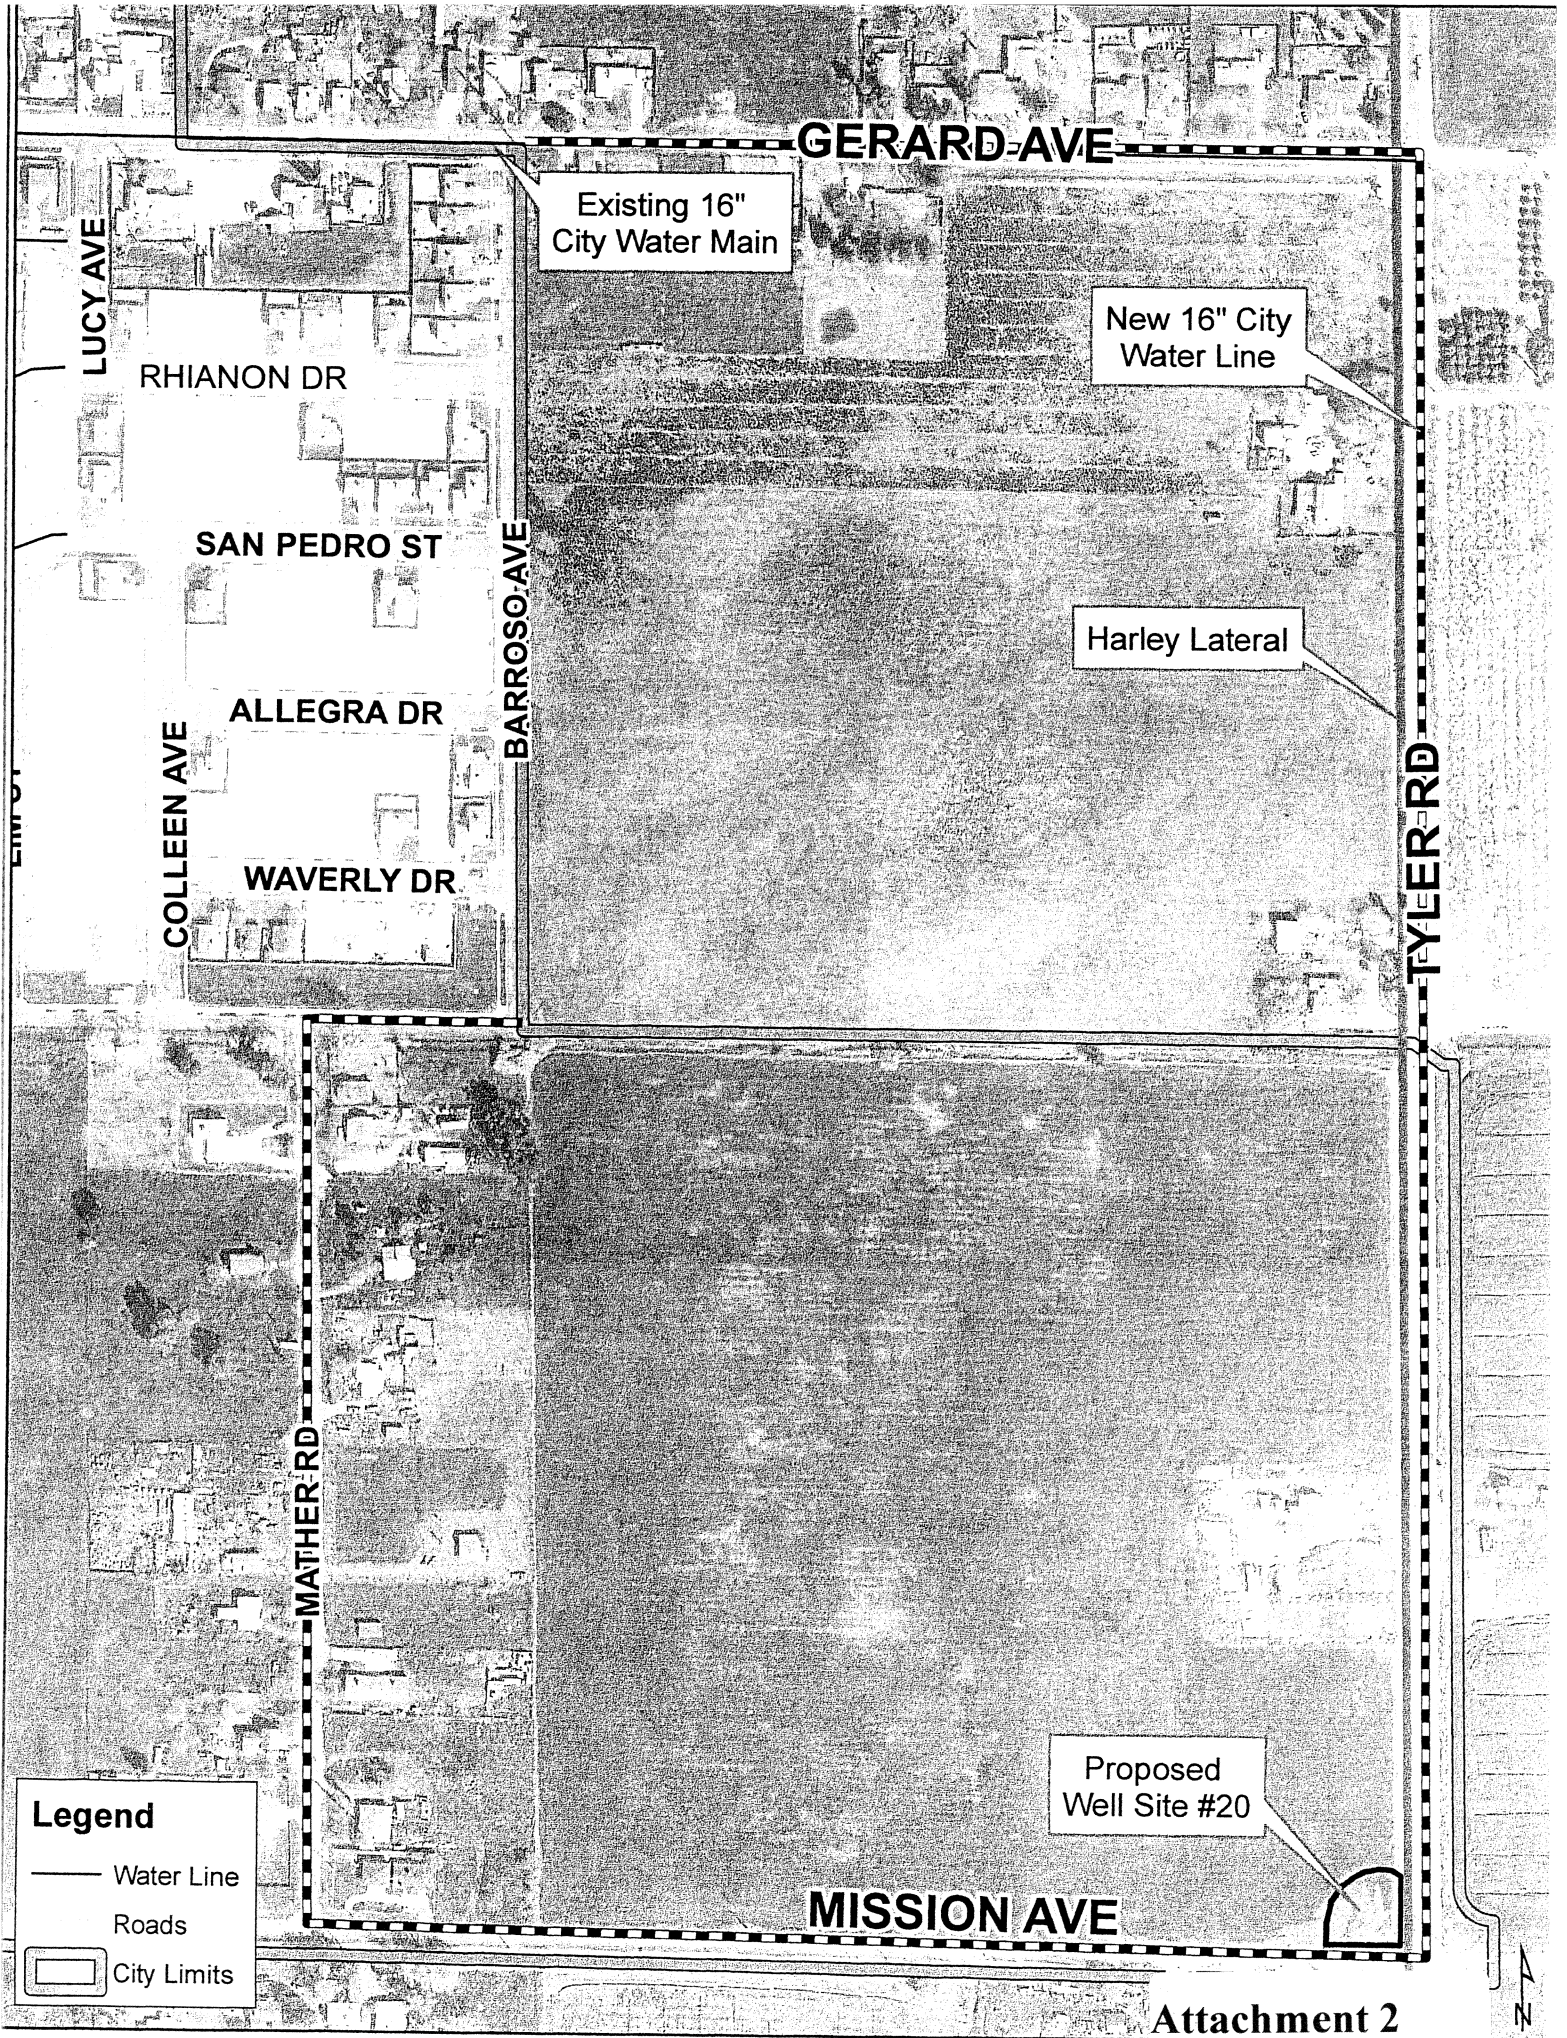 GERARD AVE
Existing 16"
City Water Main
LUCY AVE
New 16" City
Water Line
RHIANON DR
SAN PEDRO ST
BARROSO AVE
Harley Lateral
ALLEGRA DR
COLLEEN AVE
TYLER RD
WAVERLY DR
MATHER RD
Proposed
Well Site #20
Legend
Water Line
Roads
City Limits
MISSION AVE
Attachment 2
N